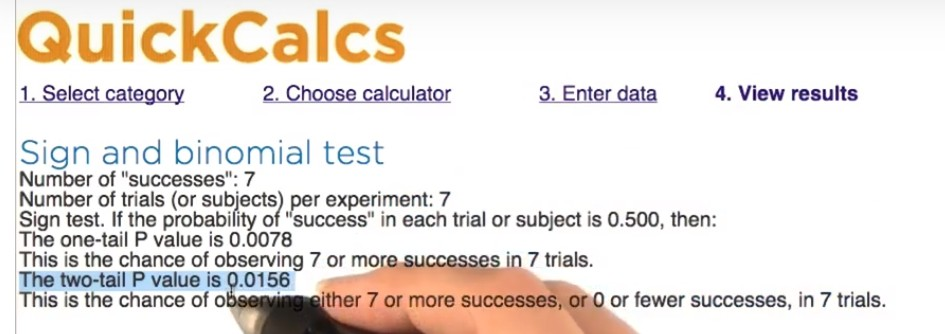 QuickCalcs
1. Select category 2. Choose calculator 3. Enter data 4. View results
Sign and binomial test
Number of "successes": 7
Number of trials (or subjects) per experiment: 7
Sign test. If the probability of "success" in each trial or subject is 0.500, then:
The one-tail P value is 0.0078
This is the chance of observing 7 or more successes in 7 trials.
The two-tail P value is 0.0156
This is the chance of observing either 7 or more successes, or 0 or fewer successes, in 7 trials.